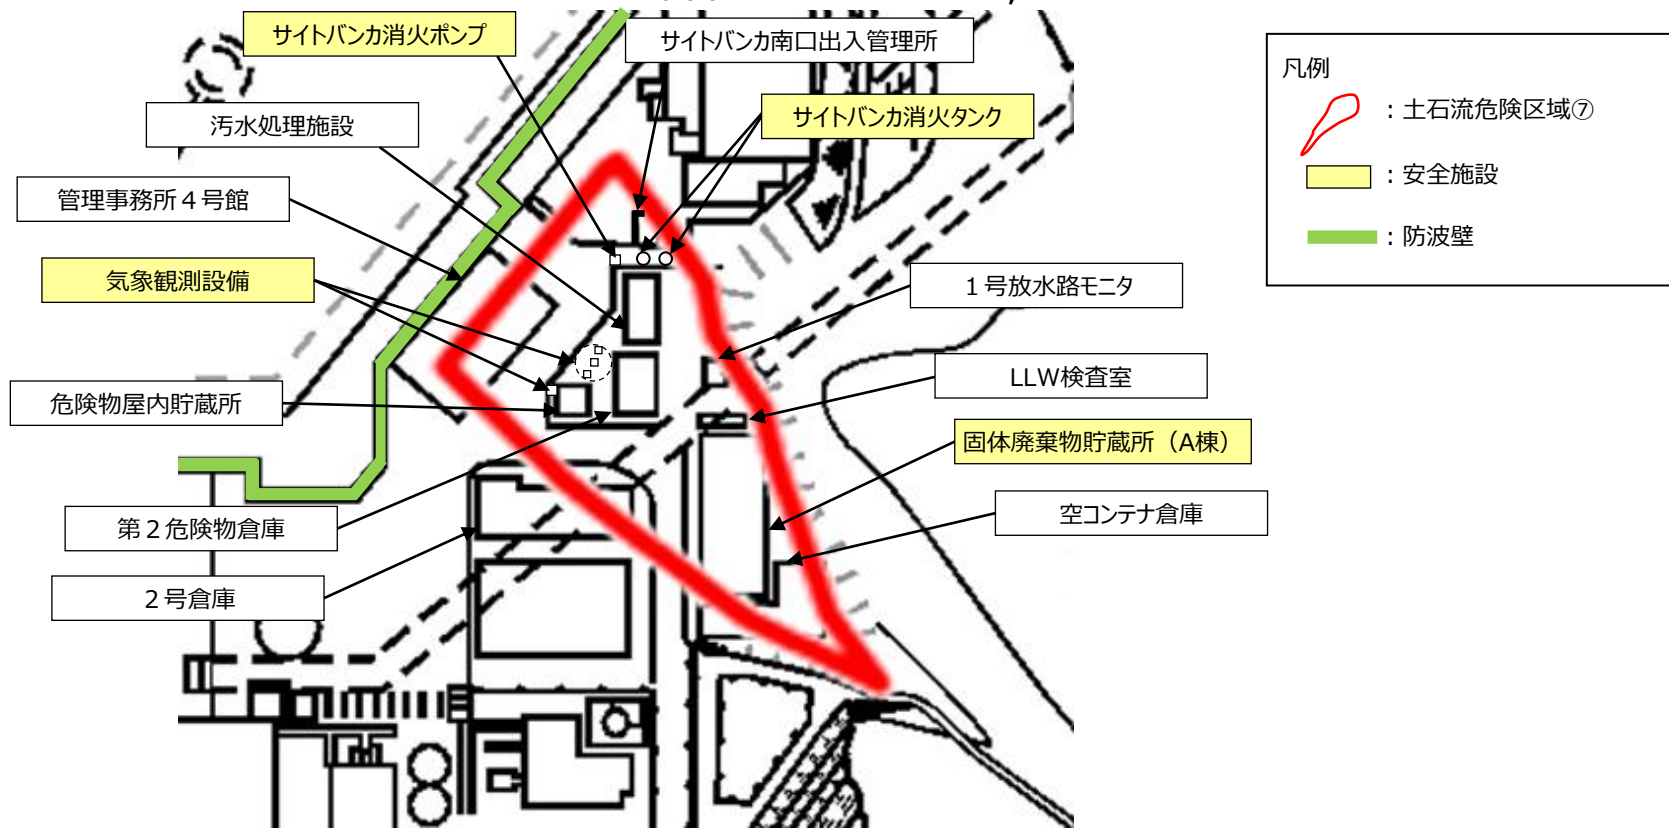 サイトバンカ消火ポンプ
サイトバンカ南口出入管理所
サイトバンカ消火タンク
汚水処理施設
管理事務所４号館
気象観測設備
１号放水路モニタ
LLW検査室
危険物屋内貯蔵所
固体廃棄物貯蔵所（A棟）
空コンテナ倉庫
第２危険物倉庫
２号倉庫
凡例
：土石流危険区域⑦
：安全施設
：防波壁